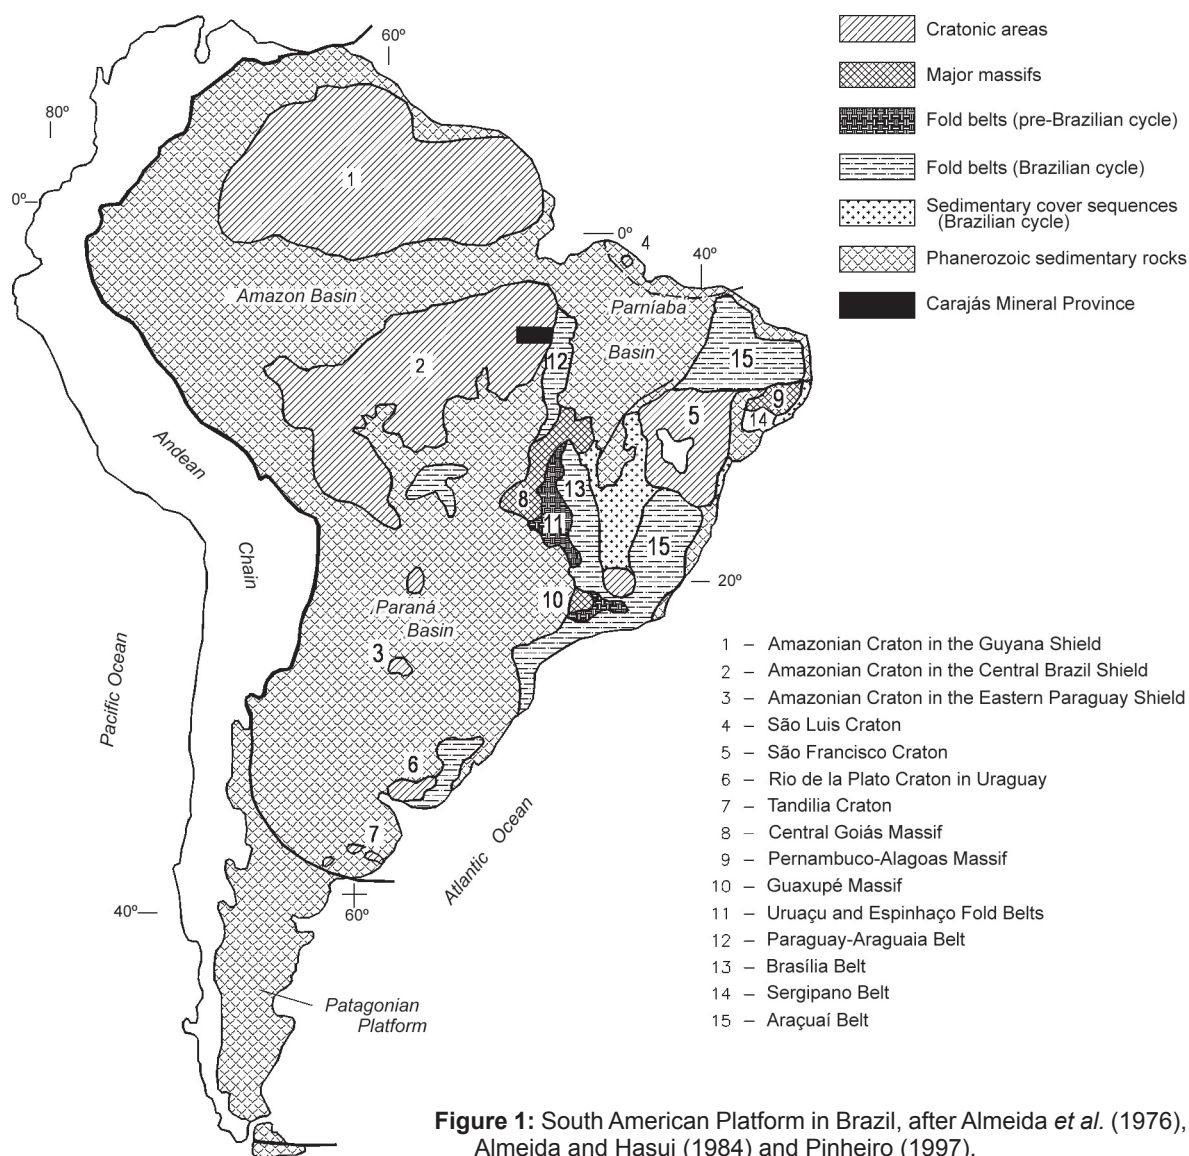 Cratonic areas
Major massifs
Fold belts (pre-Brazilian cycle)
Fold belts (Brazilian cycle)
Sedimentary cover sequences
(Brazilian cycle)
Phanerozoic sedimentary rocks
Carajás Mineral Province
60º
80º
0º
1
0º
4
40º
Amazon Basin
Parníaba
Basin
2
12
15
9
5
14
Andean
Chain
8
13
11
15
20º
10
Paraná
Basin
3
Pacific Ocean
6
7
Atlantic Ocean
40º
60º
Patagonian
Platform
1 – Amazonian Craton in the Guyana Shield
2 – Amazonian Craton in the Central Brazil Shield
3 – Amazonian Craton in the Eastern Paraguay Shield
4 – São Luis Craton
5 – São Francisco Craton
6 – Rio de la Plato Craton in Uraguay
7 – Tandilia Craton
8 – Central Goiás Massif
9 – Pernambuco-Alagoas Massif
10 – Guaxupé Massif
11 – Uruaçu and Espinhaço Fold Belts
12 – Paraguay-Araguaia Belt
13 – Brasília Belt
14 – Sergipano Belt
15 – Araçuaí Belt
Figure 1: South American Platform in Brazil, after Almeida et al. (1976),
Almeida and Hasui (1984) and Pinheiro (1997).